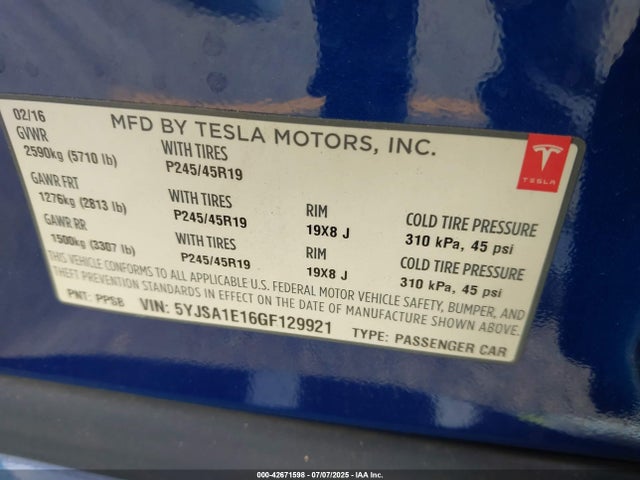 02/16
MFD BY TESLA MOTORS, INC.
GVWR
2590kg (5710 lb)
WITH TIRES
P245/45R19
TESLA
GAWR FRT
1276kg (2813 lb)
WITH TIRES
P245/45R19
RIM
19X8 J
COLD TIRE PRESSURE
310 kPa, 45 psi
GAWR RR
1500kg (3307 lb)
WITH TIRES
P245/45R19
RIM
19X8 J
COLD TIRE PRESSURE
310 kPa, 45 psi
THIS VEHICLE CONFORMS TO ALL APPLICABLE U.S. FEDERAL MOTOR VEHICLE SAFETY, BUMPER, AND
THEFT PREVENTION STANDARDS IN EFFECT ON THE DATE OF MANUFACTURE SHOWN ABOVE.
PNT: PPSB VIN: 5YJSA1E16GF129921 TYPE: PASSENGER CAR
000-42671598 - 07/07/2025 - IAA Inc.